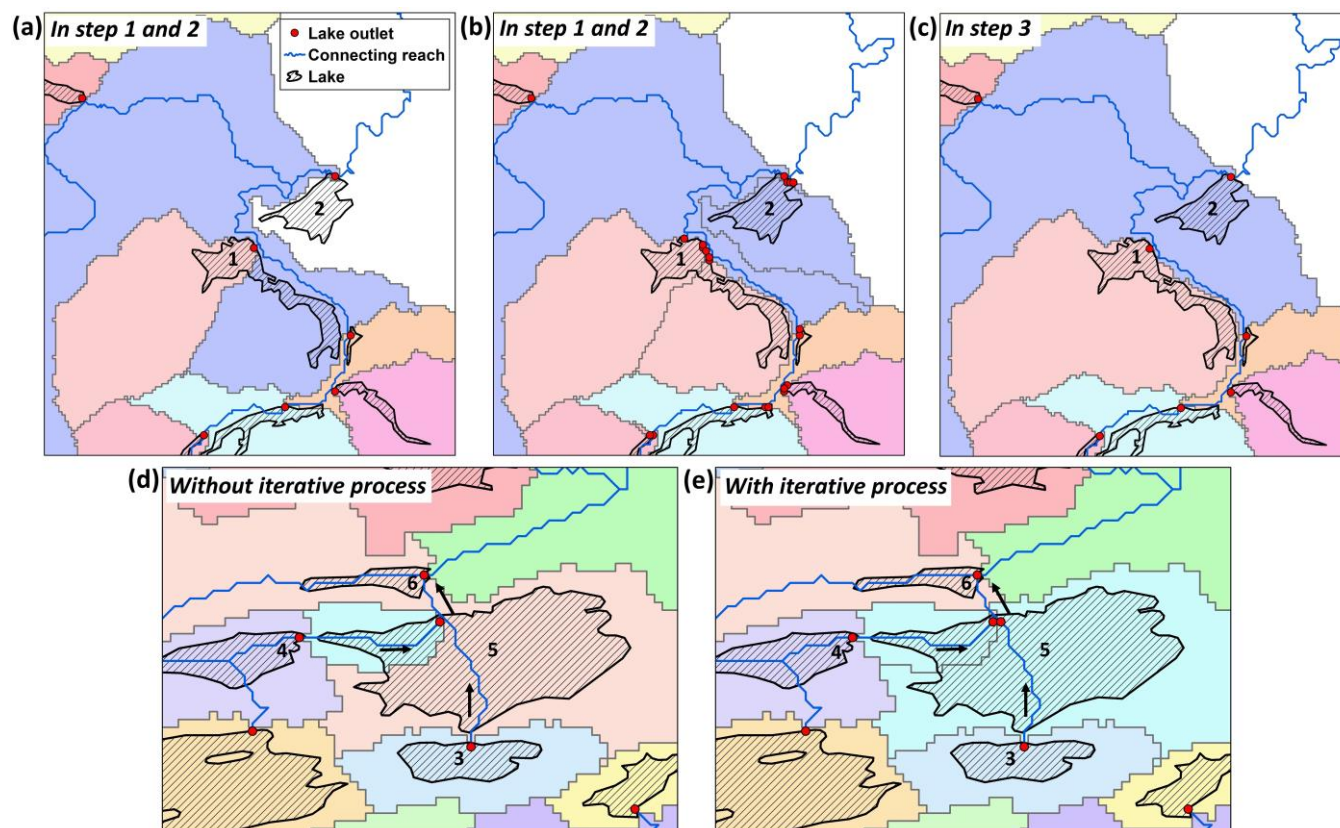 (a) In step 1 and 2
Lake outlet
Connecting reach
Lake
1
2
(b) In step 1 and 2
1
2
(c) In step 3
1
2
(d) Without iterative process
6
4
5
3
(e) With iterative process
6
4
5
3